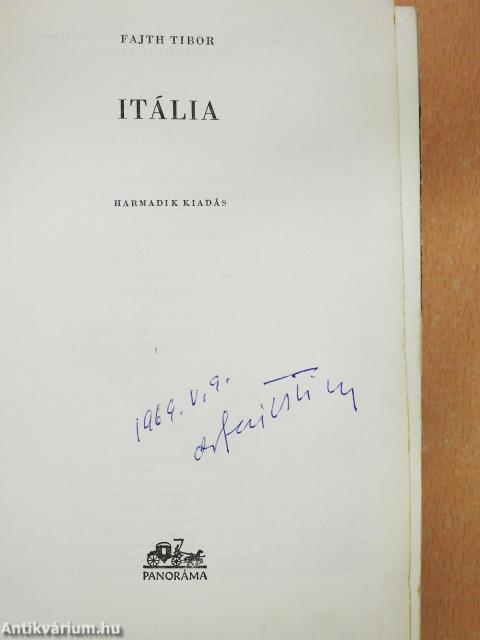 FAJTH TIBOR
ITÁLIA
HARMADIK KIADÁS
1969. V. 9.
PANORÁMA
Antikvárium.hu